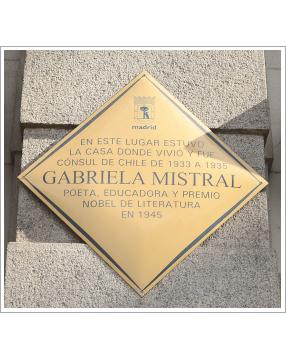 madrid
EN ESTE LUGAR ESTUVO
LA CASA DONDE VIVIÓ Y FUE
CÓNSUL DE CHILE DE 1933 A 1935
GABRIELA MISTRAL
POETA, EDUCADORA Y PREMIO
NOBEL DE LITERATURA
EN 1945